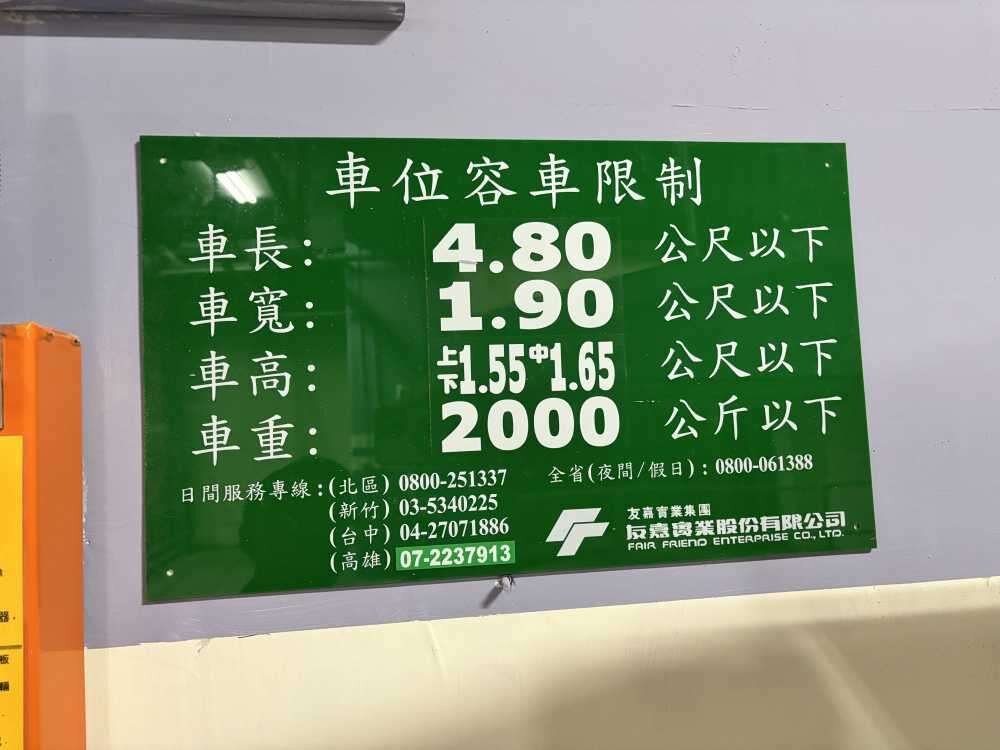 車位容車限制
車長: 4.80 公尺以下
車寬: 1.90 公尺以下
車高: 上下1.55 中1.65 公尺以下
車重: 2000 公斤以下
日間服務專線:(北區) 0800-251337 全省(夜間/假日): 0800-061388
(新竹) 03-5340225
(台中) 04-27071886
(高雄) 07-2237913
友嘉實業集團
友嘉實業股份有限公司
FAIR FRIEND ENTERPRISE CO., LTD.
器,
板
輛